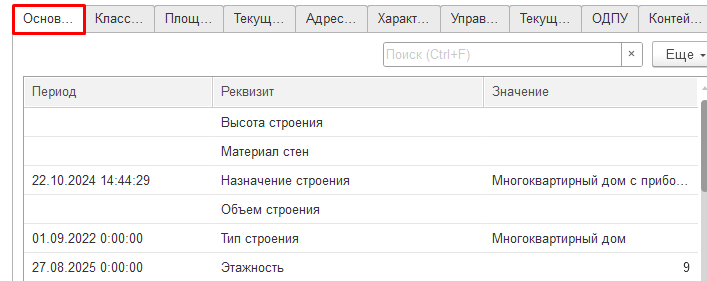 Основ... Класс... Площ... Текущ... Адрес... Характ... Управ... Текущ... ОДПУ Контей...
Поиск (Ctrl+F) × Еще
Период Реквизит Значение
Высота строения
Материал стен
22.10.2024 14:44:29 Назначение строения Многоквартирный дом с прибо...
Объем строения
01.09.2022 0:00:00 Тип строения Многоквартирный дом
27.08.2025 0:00:00 Этажность 9